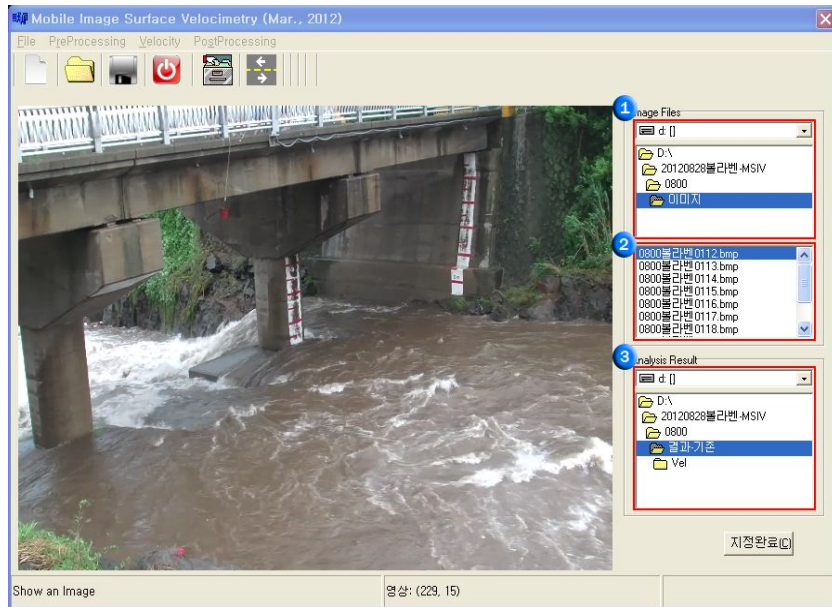 Mobile Image Surface Velocimetry (Mar., 2012)
File PreProcessing Velocity PostProcessing
1
Image Files
d: []
D:\
20120828볼라벤-MSIV
0800
이미지
2
0800볼라벤0112.bmp
0800볼라벤0113.bmp
0800볼라벤0114.bmp
0800볼라벤0115.bmp
0800볼라벤0116.bmp
0800볼라벤0117.bmp
0800볼라벤0118.bmp
3
Analysis Result
d: []
D:\
20120828볼라벤-MSIV
0800
결과-기존
Vel
지정완료(C)
Show an Image
영상: (229, 15)